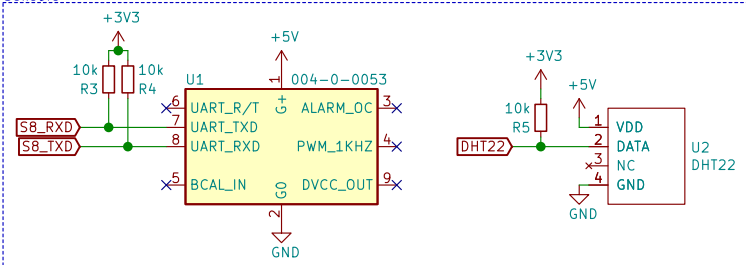 +3V3
10k
R3
10k
R4
S8_RXD
S8_TXD
+5V
U1
004-0-0053
1
G+
6
UART_R/T
7
UART_TXD
8
UART_RXD
5
BCAL_IN
ALARM_OC
3
PWM_1KHZ
4
DVCC_OUT
9
G0
2
GND
+3V3
10k
R5
DHT22
+5V
1
VDD
2
DATA
3
NC
4
GND
GND
U2
DHT22